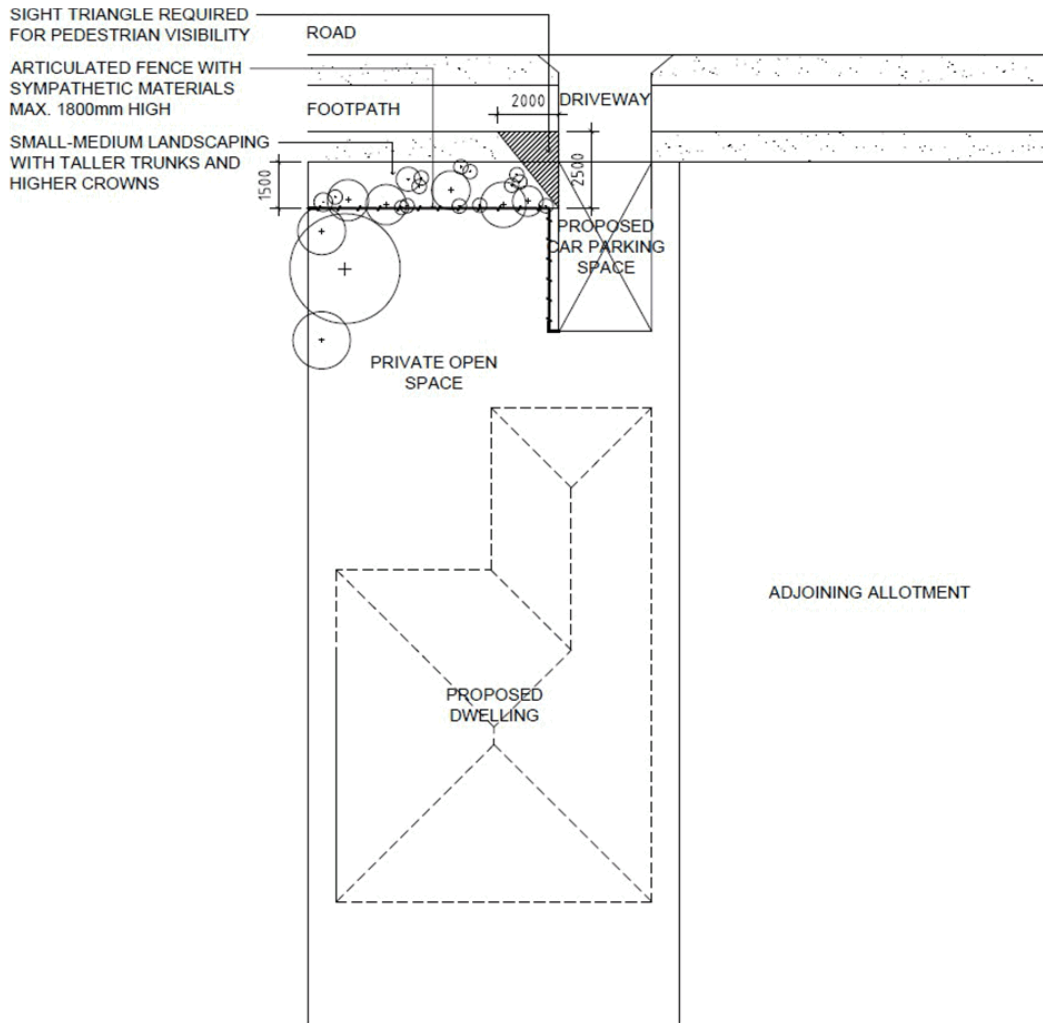 SIGHT TRIANGLE REQUIRED
FOR PEDESTRIAN VISIBILITY
ROAD
ARTICULATED FENCE WITH
SYMPATHETIC MATERIALS
MAX. 1800mm HIGH
FOOTPATH
2000
DRIVEWAY
SMALL-MEDIUM LANDSCAPING
WITH TALLER TRUNKS AND
HIGHER CROWNS
1500
2500
PROPOSED
CAR PARKING
SPACE
PRIVATE OPEN
SPACE
ADJOINING ALLOTMENT
PROPOSED
DWELLING